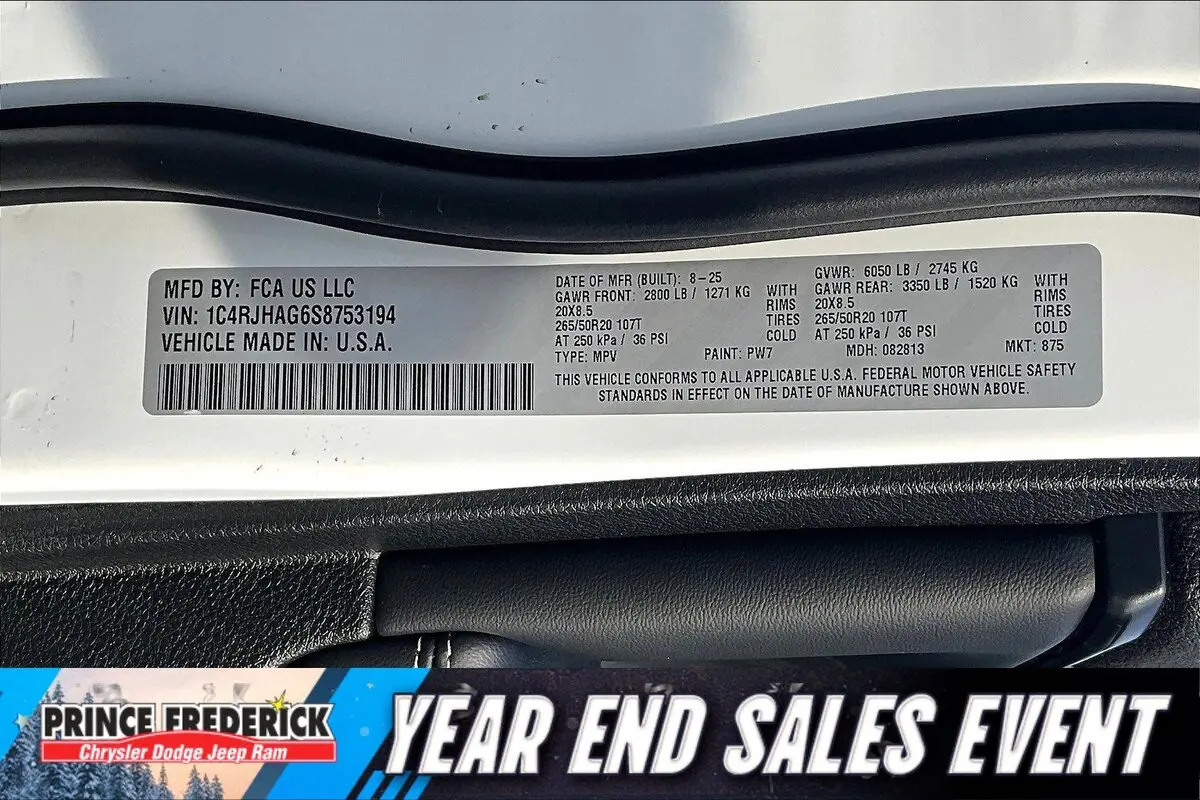 MFD BY: FCA US LLC
VIN: 1C4RJHAG6S8753194
VEHICLE MADE IN: U.S.A.
DATE OF MFR (BUILT): 8-25
GAWR FRONT: 2800 LB / 1271 KG WITH
20X8.5 RIMS
265/50R20 107T TIRES
AT 250 kPa / 36 PSI COLD
TYPE: MPV PAINT: PW7
GVWR: 6050 LB / 2745 KG
GAWR REAR: 3350 LB / 1520 KG WITH
20X8.5 RIMS
265/50R20 107T TIRES
AT 250 kPa / 36 PSI COLD
MDH: 082813 MKT: 875
THIS VEHICLE CONFORMS TO ALL APPLICABLE U.S.A. FEDERAL MOTOR VEHICLE SAFETY
STANDARDS IN EFFECT ON THE DATE OF MANUFACTURE SHOWN ABOVE.
PRINCE FREDERICK
Chrysler Dodge Jeep Ram
YEAR END SALES EVENT